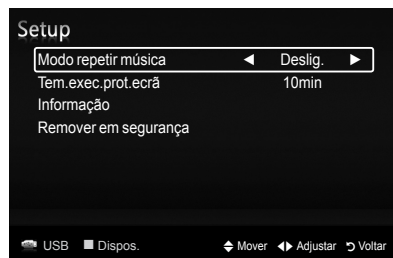 Setup
Modo repetir música ◀ Deslig. ▶
Tem.exec.prot.ecrã 10min
Informação
Remover em segurança
USB Dispos. Mover Adjustar Voltar